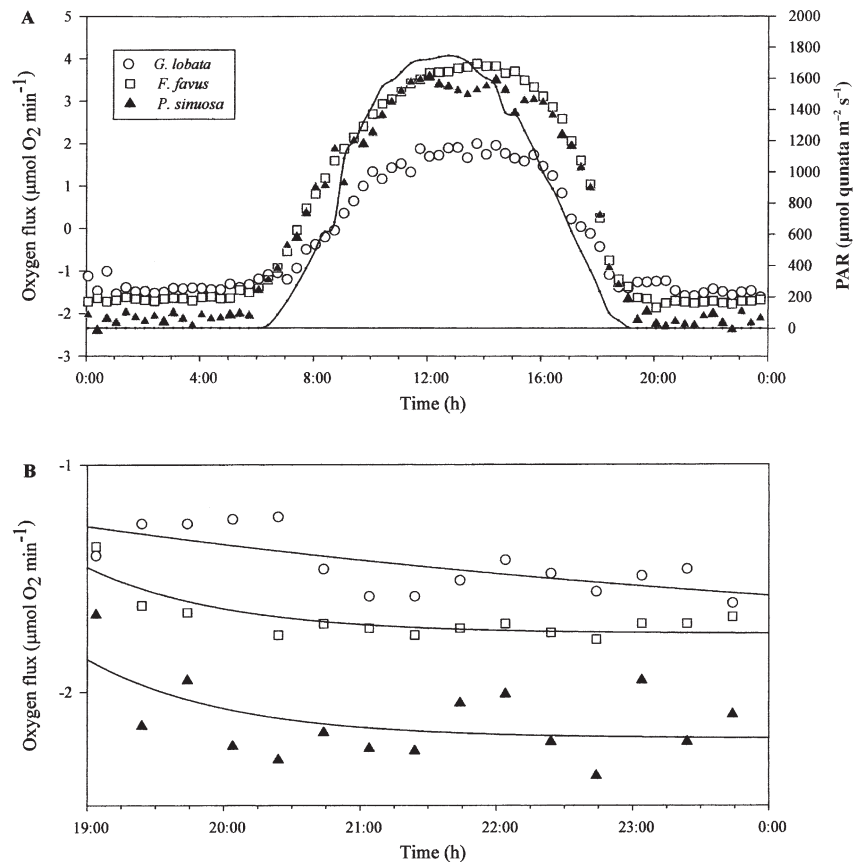 A
Oxygen flux (µmol O2 min-1)
5
4
3
2
1
0
-1
-2
-3
G. lobata
F. favus
P. sinuosa
2000
1800
1600
1400
1200
1000
800
600
400
200
0
PAR (µmol qunata m-2 s-1)
0:00 4:00 8:00 12:00 16:00 20:00 0:00
Time (h)
B
Oxygen flux (µmol O2 min-1)
-1
-2
19:00 20:00 21:00 22:00 23:00 0:00
Time (h)